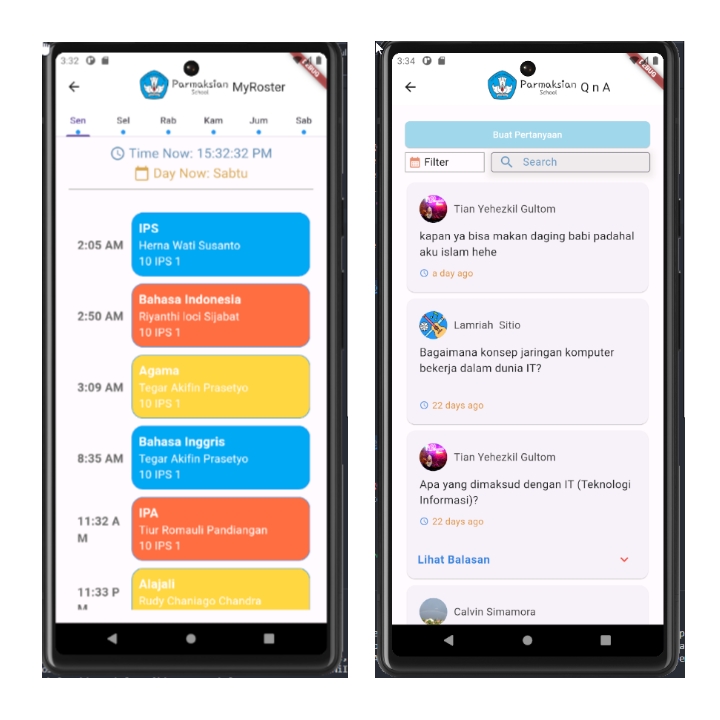 3:32
DEBUG
Parmaksian
School
MyRoster
Sen Sel Rab Kam Jum Sab
Time Now: 15:32:32 PM
Day Now: Sabtu
2:05 AM
IPS
Herna Wati Susanto
10 IPS 1
2:50 AM
Bahasa Indonesia
Riyanthi Ioci Sijabat
10 IPS 1
3:09 AM
Agama
Tegar Akifin Prasetyo
10 IPS 1
8:35 AM
Bahasa Inggris
Tegar Akifin Prasetyo
10 IPS 1
11:32 A
M
IPA
Tiur Romauli Pandiangan
10 IPS 1
11:33 P
M
Alajali
Rudy Chaniago Chandra
3:34
Parmaksian
School
Q n A
Buat Pertanyaan
Filter
Search
Tian Yehezkil Gultom
kapan ya bisa makan daging babi padahal
aku islam hehe
a day ago
Lamriah Sitio
Bagaimana konsep jaringan komputer
bekerja dalam dunia IT?
22 days ago
Tian Yehezkil Gultom
Apa yang dimaksud dengan IT (Teknologi
Informasi)?
22 days ago
Lihat Balasan
Calvin Simamora